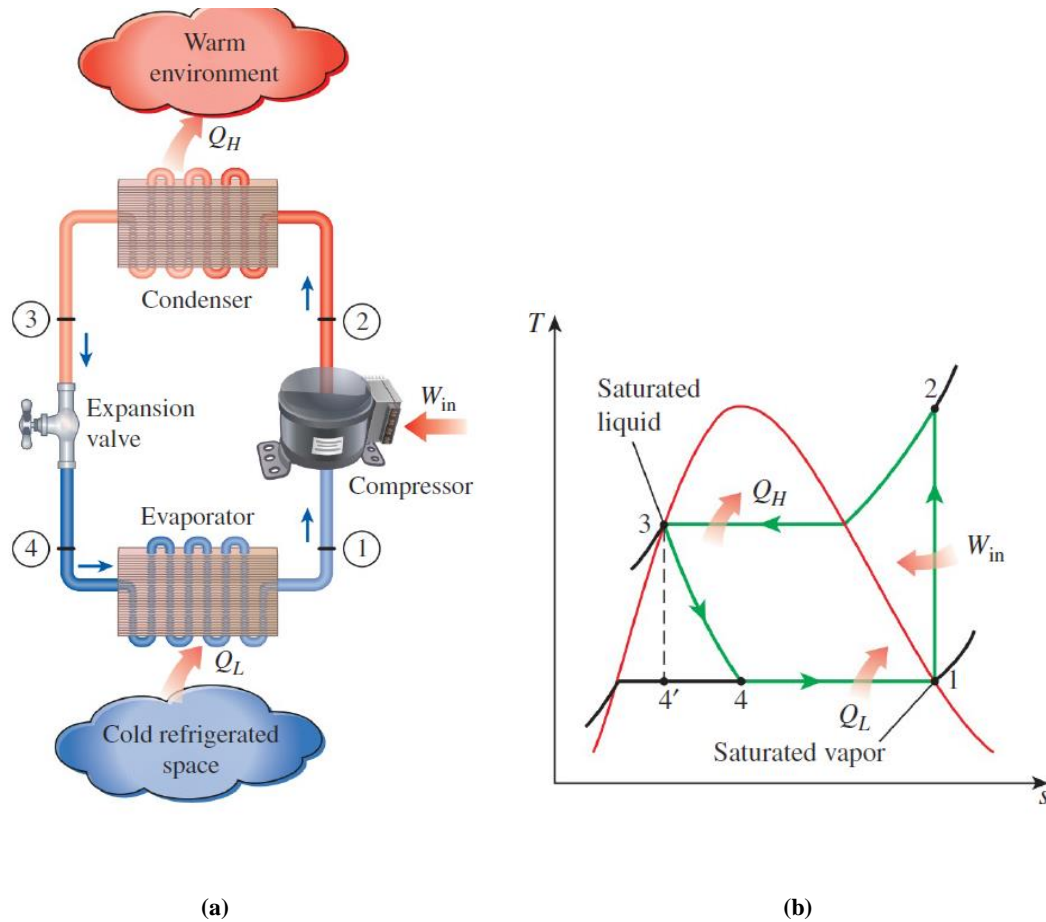 Warm
environment
Q_H
Condenser
3
2
Expansion
valve
W_in
Compressor
Evaporator
4
1
Q_L
Cold refrigerated
space
(a)
T
Saturated
liquid
2
Q_H
3
W_in
4′
4
1
Q_L
Saturated vapor
s
(b)